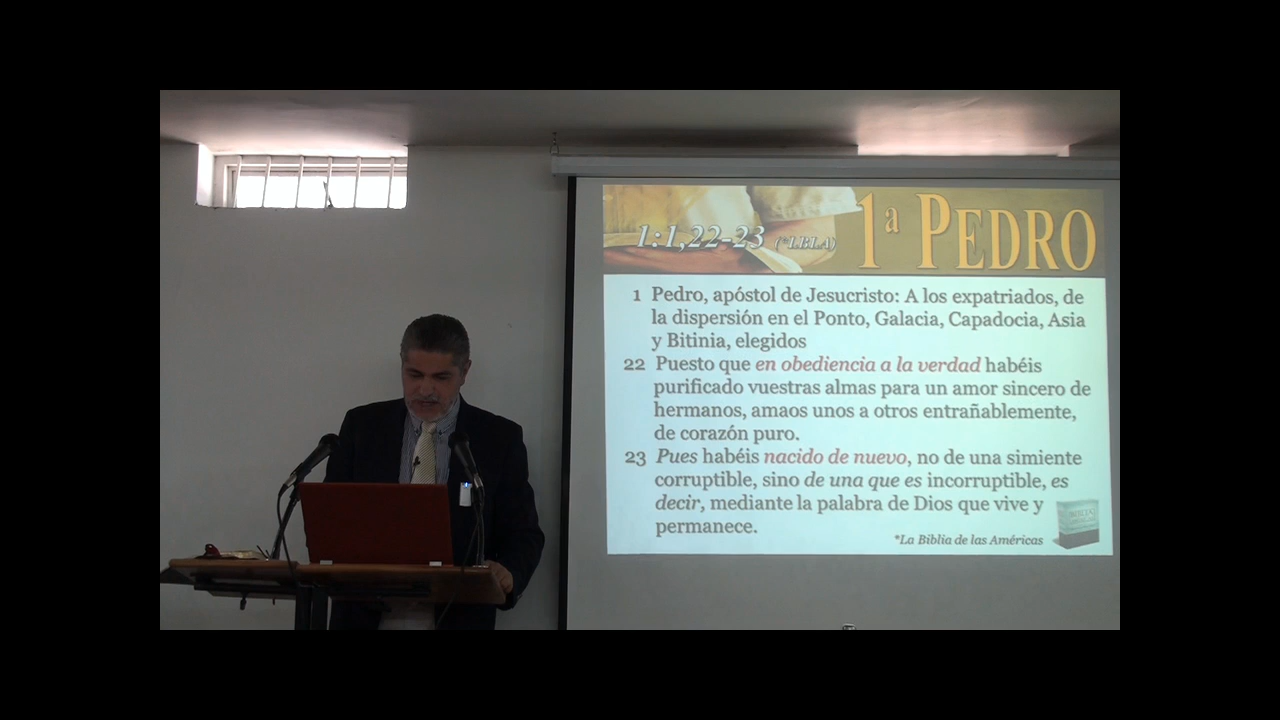 1:1,22-23 (*LBLA) 1ª PEDRO
1 Pedro, apóstol de Jesucristo: A los expatriados, de
la dispersión en el Ponto, Galacia, Capadocia, Asia
y Bitinia, elegidos
22 Puesto que en obediencia a la verdad habéis
purificado vuestras almas para un amor sincero de
hermanos, amaos unos a otros entrañablemente,
de corazón puro.
23 Pues habéis nacido de nuevo, no de una simiente
corruptible, sino de una que es incorruptible, es
decir, mediante la palabra de Dios que vive y
permanece.
*La Biblia de las Américas
BIBLIA